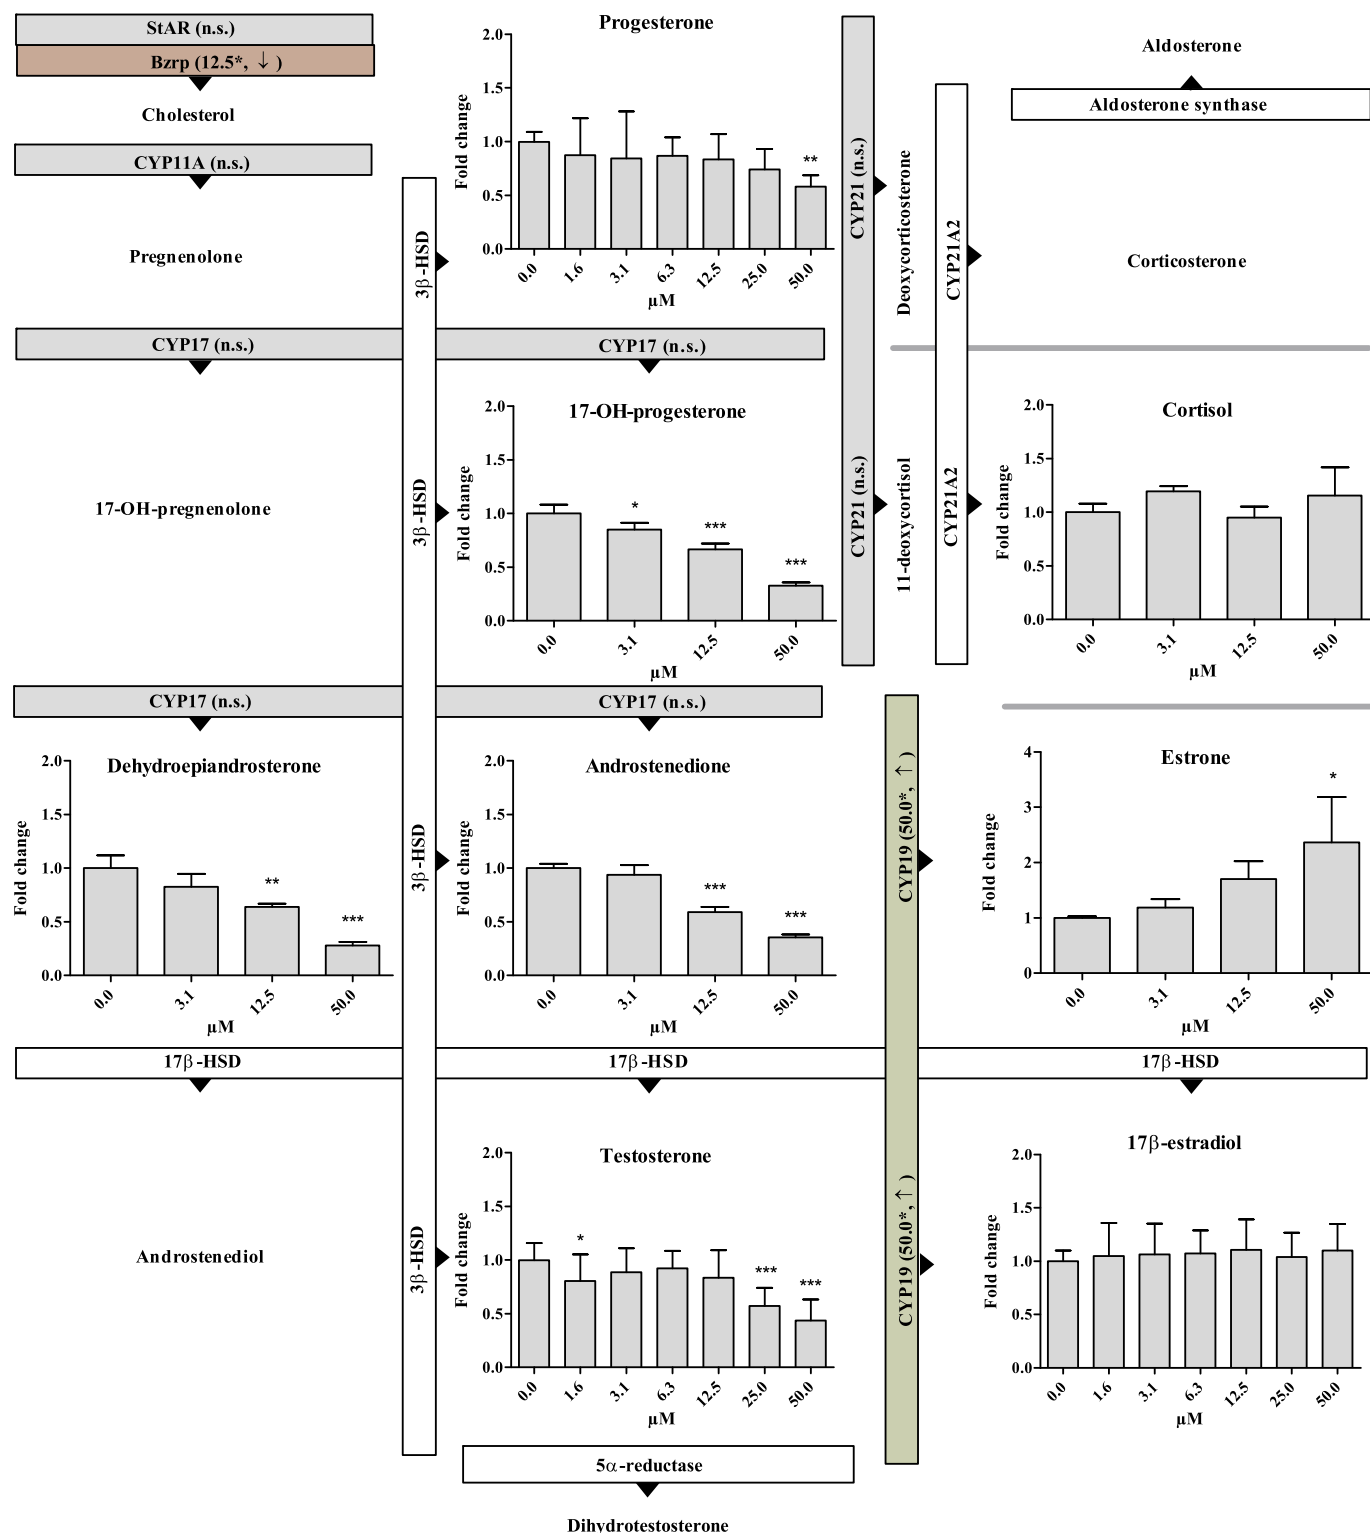 StAR (n.s.)
Bzrp (12.5*, ↓ )
Cholesterol
CYP11A (n.s.)
Pregnenolone
3β-HSD
Progesterone
Fold change
2.0
1.5
1.0
0.5
0.0
**
0.0 1.6 3.1 6.3 12.5 25.0 50.0
µM
CYP21 (n.s.)
Deoxycorticosterone
CYP21A2
Aldosterone
Aldosterone synthase
Corticosterone
CYP17 (n.s.)
CYP17 (n.s.)
17-OH-pregnenolone
3β-HSD
17-OH-progesterone
Fold change
2.0
1.5
1.0
0.5
0.0
*
***
***
0.0 3.1 12.5 50.0
µM
CYP21 (n.s.)
11-deoxycortisol
CYP21A2
Cortisol
Fold change
2.0
1.5
1.0
0.5
0.0
0.0 3.1 12.5 50.0
µM
CYP17 (n.s.)
CYP17 (n.s.)
Dehydroepiandrosterone
Fold change
2.0
1.5
1.0
0.5
0.0
**
***
0.0 3.1 12.5 50.0
µM
3β-HSD
Androstenedione
Fold change
2.0
1.5
1.0
0.5
0.0
***
***
0.0 3.1 12.5 50.0
µM
CYP19 (50.0*, ↑ )
Estrone
Fold change
4
3
2
1
0
*
0.0 3.1 12.5 50.0
µM
17β-HSD
17β-HSD
17β-HSD
Androstenediol
3β-HSD
Testosterone
Fold change
2.0
1.5
1.0
0.5
0.0
*
***
***
0.0 1.6 3.1 6.3 12.5 25.0 50.0
µM
CYP19 (50.0*, ↑ )
17β-estradiol
Fold change
2.0
1.5
1.0
0.5
0.0
0.0 1.6 3.1 6.3 12.5 25.0 50.0
µM
5α-reductase
Dihydrotestosterone